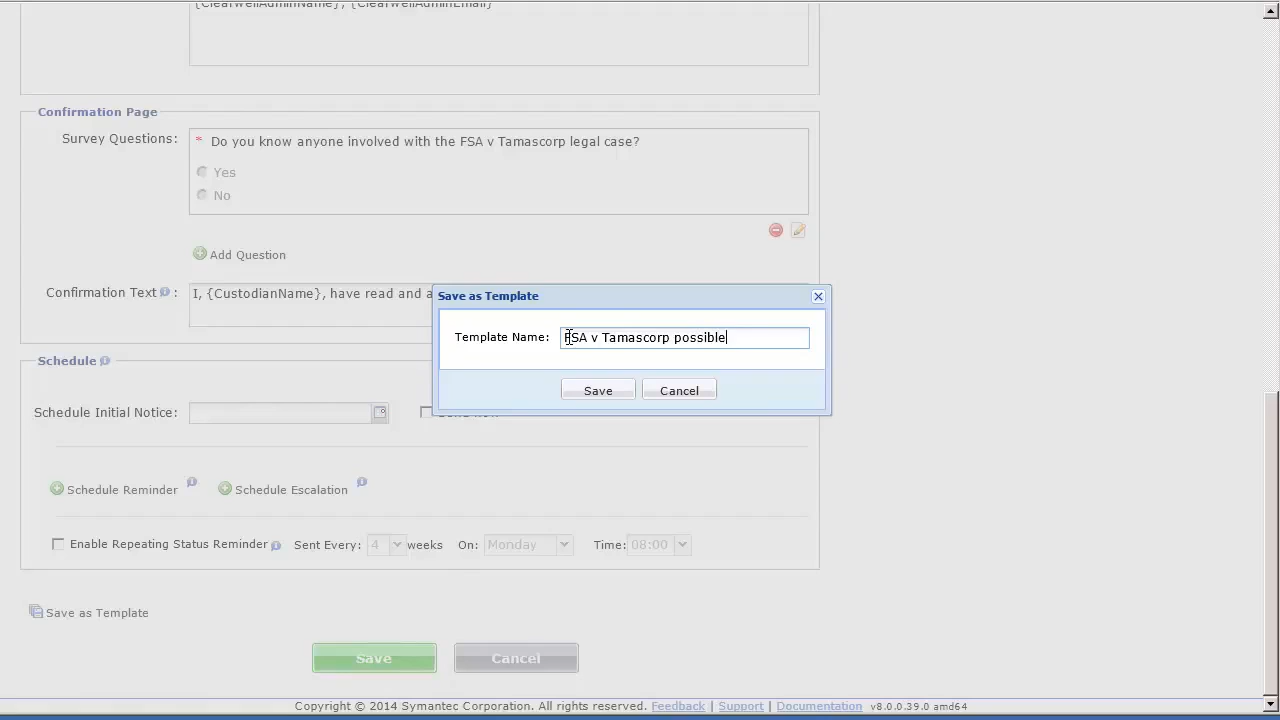 {ClearwellAdminName}, {ClearwellAdminEmail}
Confirmation Page
Survey Questions:
* Do you know anyone involved with the FSA v Tamascorp legal case?
Yes
No
Add Question
Confirmation Text :
I, {CustodianName}, have read and a
Save as Template
Template Name: FSA v Tamascorp possible
Save Cancel
Schedule
Schedule Initial Notice:
Schedule Reminder Schedule Escalation
Enable Repeating Status Reminder Sent Every: 4 weeks On: Monday Time: 08:00
Save as Template
Save Cancel
Copyright © 2014 Symantec Corporation. All rights reserved. Feedback | Support | Documentation v8.0.0.39.0 amd64